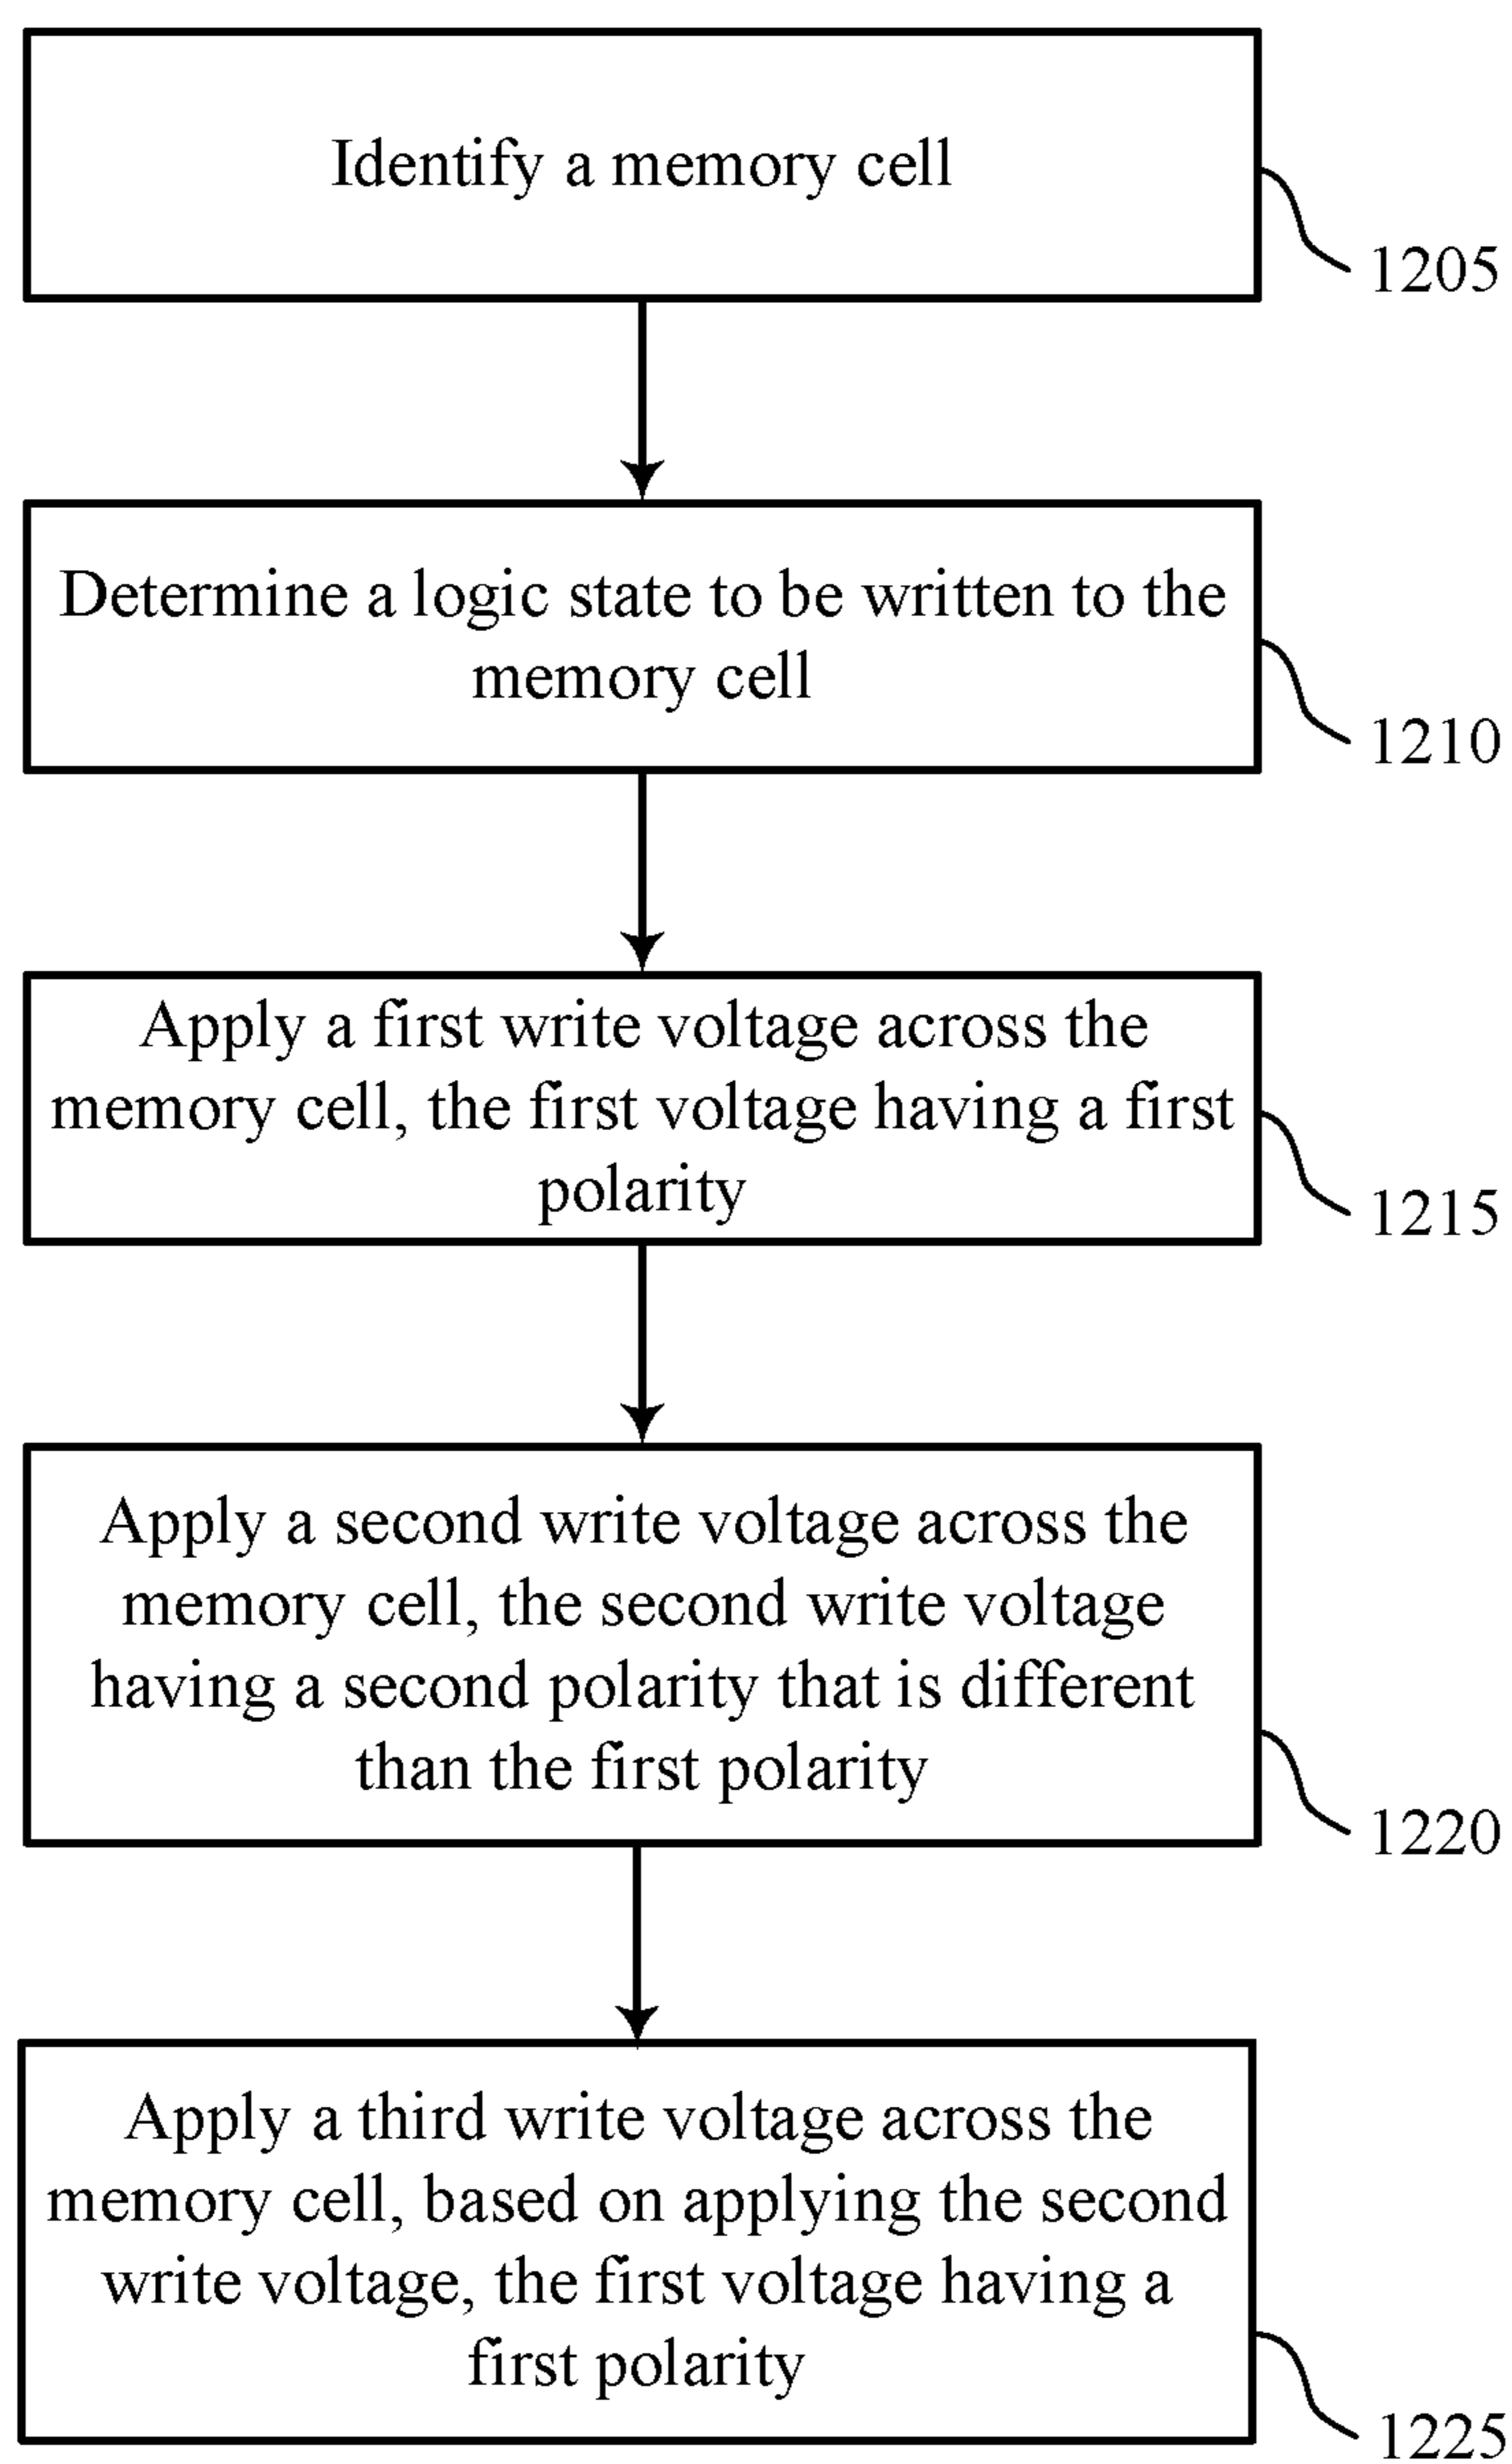 Identify a memory cell
1205
Determine a logic state to be written to the
memory cell
1210
Apply a first write voltage across the
memory cell, the first voltage having a first
polarity
1215
Apply a second write voltage across the
memory cell, the second write voltage
having a second polarity that is different
than the first polarity
1220
Apply a third write voltage across the
memory cell, based on applying the second
write voltage, the first voltage having a
first polarity
1225